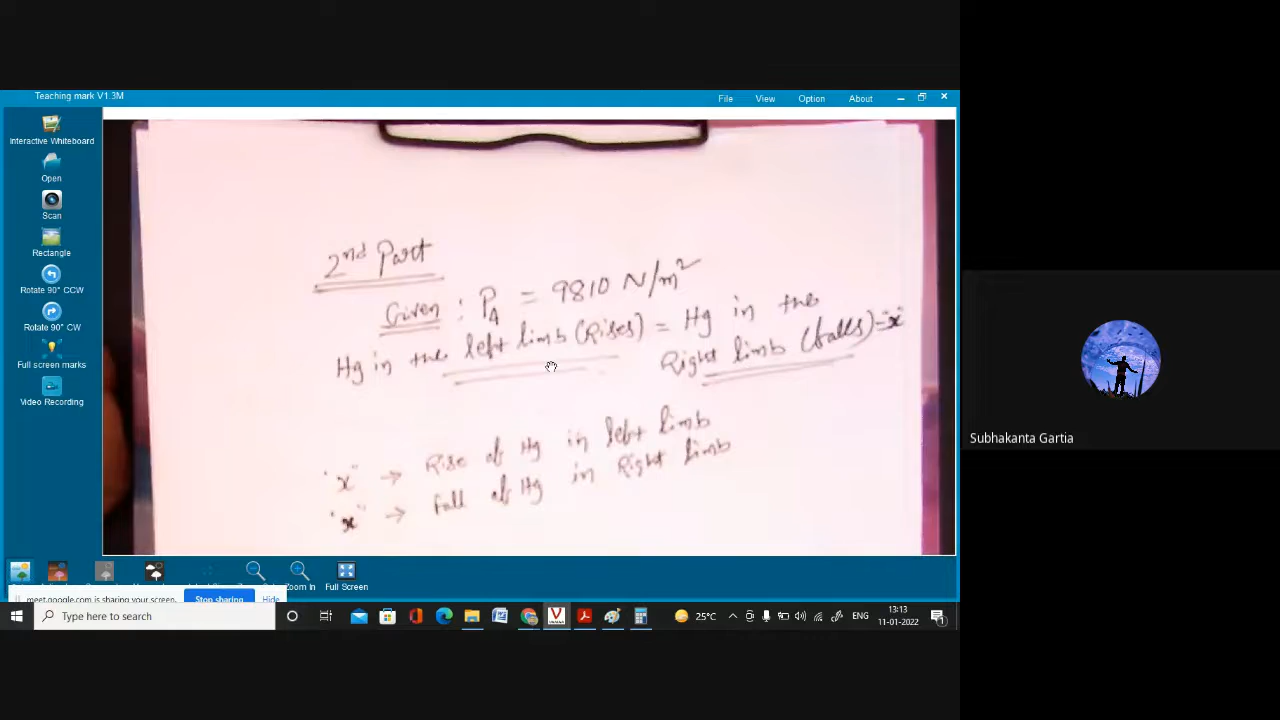 Teaching mark V1.3M
File View Option About
Interactive Whiteboard
Open
Scan
Rectangle
Rotate 90° CCW
Rotate 90° CW
Full screen marks
Video Recording
2nd Part
Given : PA = 9810 N/m²
Hg in the left limb (Rises) = Hg in the
Right limb (falls) = "x"
"x" → Rise of Hg in left limb
"x" → Fall of Hg in Right limb
Subhakanta Gartia
Zoom In Full Screen
meet.google.com is sharing your screen. Stop sharing Hide
Type here to search
25°C ENG 13:13
11-01-2022